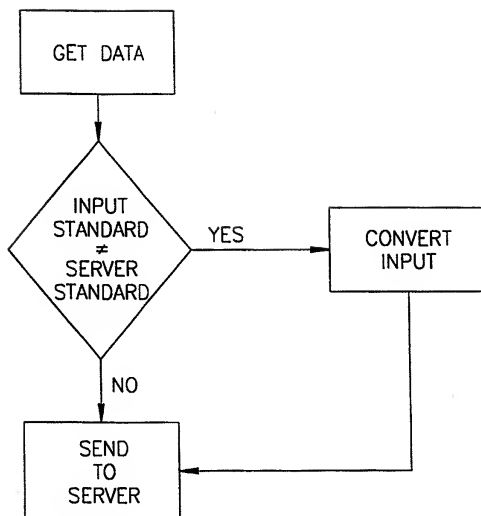 GET DATA
INPUT
STANDARD
≠
SERVER
STANDARD
YES
CONVERT
INPUT
NO
SEND
TO
SERVER